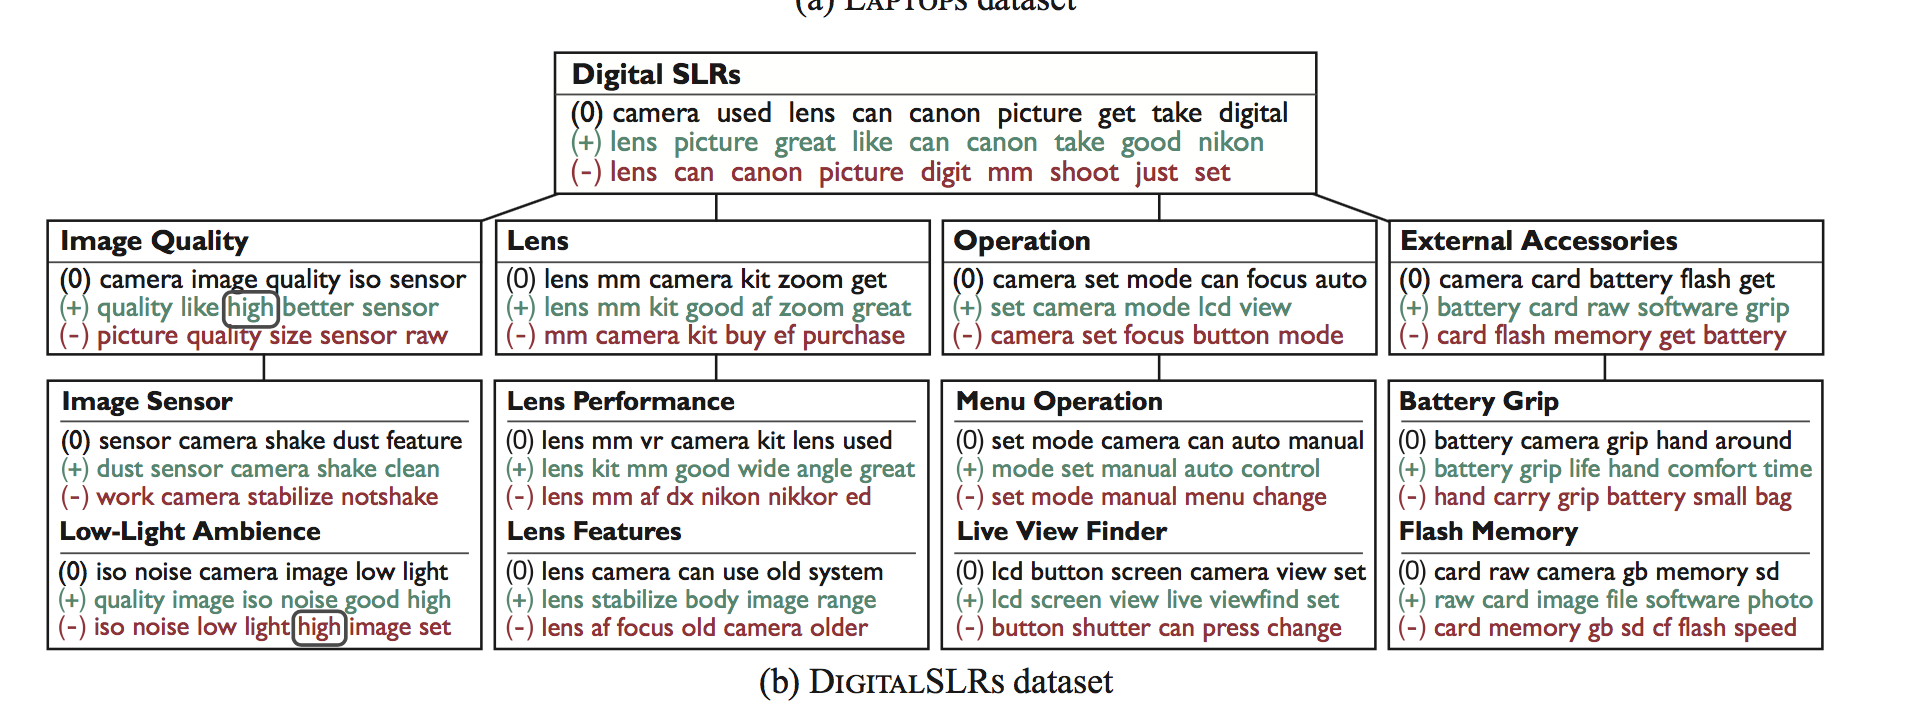 (a) LAPTOPS dataset
Digital SLRs
(0) camera used lens can canon picture get take digital
(+) lens picture great like can canon take good nikon
(-) lens can canon picture digit mm shoot just set
Image Quality
(0) camera image quality iso sensor
(+) quality like high better sensor
(-) picture quality size sensor raw
Lens
(0) lens mm camera kit zoom get
(+) lens mm kit good af zoom great
(-) mm camera kit buy ef purchase
Operation
(0) camera set mode can focus auto
(+) set camera mode lcd view
(-) camera set focus button mode
External Accessories
(0) camera card battery flash get
(+) battery card raw software grip
(-) card flash memory get battery
Image Sensor
(0) sensor camera shake dust feature
(+) dust sensor camera shake clean
(-) work camera stabilize notshake
Low-Light Ambience
(0) iso noise camera image low light
(+) quality image iso noise good high
(-) iso noise low light high image set
Lens Performance
(0) lens mm vr camera kit lens used
(+) lens kit mm good wide angle great
(-) lens mm af dx nikon nikkor ed
Lens Features
(0) lens camera can use old system
(+) lens stabilize body image range
(-) lens af focus old camera older
Menu Operation
(0) set mode camera can auto manual
(+) mode set manual auto control
(-) set mode manual menu change
Live View Finder
(0) lcd button screen camera view set
(+) lcd screen view live viewfind set
(-) button shutter can press change
Battery Grip
(0) battery camera grip hand around
(+) battery grip life hand comfort time
(-) hand carry grip battery small bag
Flash Memory
(0) card raw camera gb memory sd
(+) raw card image file software photo
(-) card memory gb sd cf flash speed
(b) DIGITALSLRS dataset